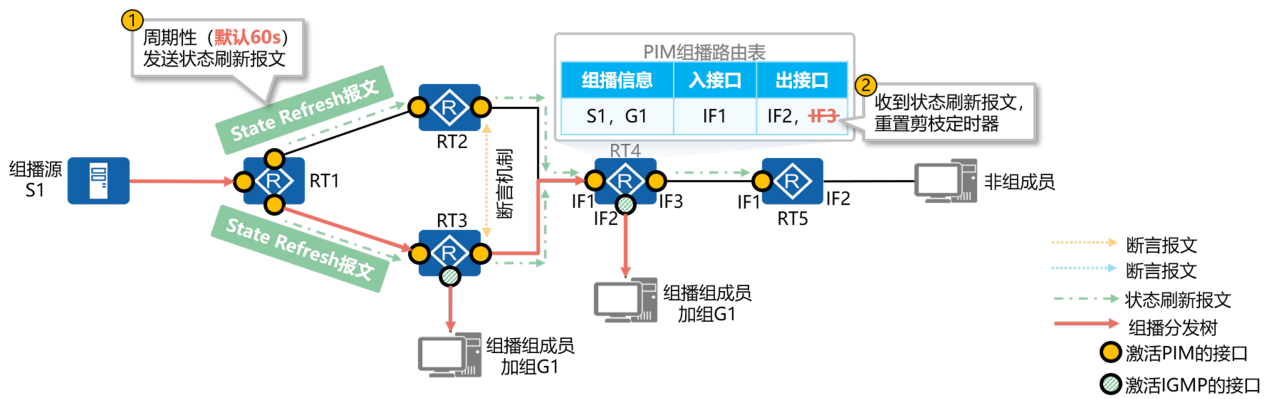 1
周期性（默认60s）
发送状态刷新报文
State Refresh报文
PIM组播路由表
组播信息 入接口 出接口
S1，G1 IF1 IF2，IF3
2
收到状态刷新报文，
重置剪枝定时器
R
RT2
组播源
S1
R
RT1
断言机制
RT4
R
IF1
IF2
IF3
R
IF1
IF2
RT5
非组成员
State Refresh报文
RT3
R
组播组成员
加组G1
组播组成员
加组G1
断言报文
断言报文
状态刷新报文
组播分发树
激活PIM的接口
激活IGMP的接口